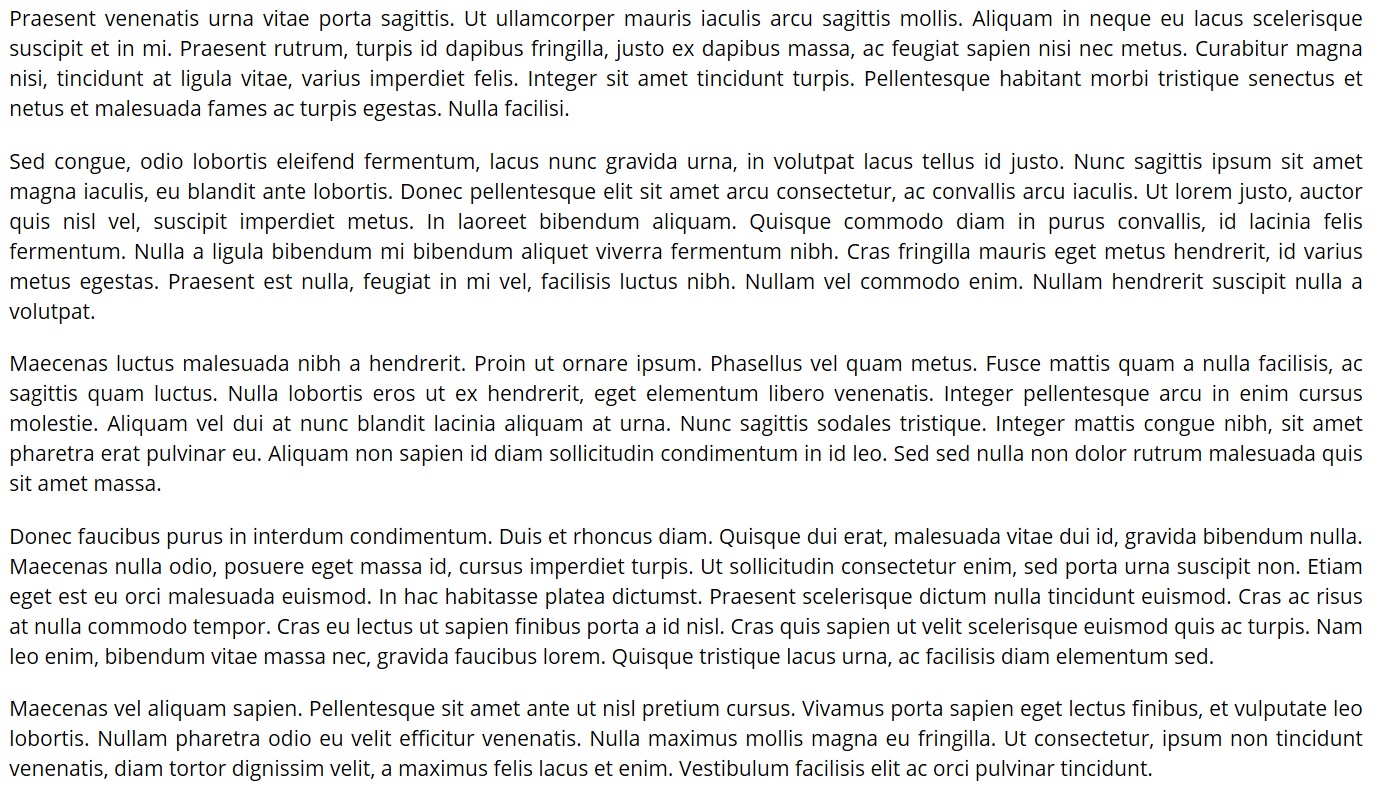 Praesent venenatis urna vitae porta sagittis. Ut ullamcorper mauris iaculis arcu sagittis mollis. Aliquam in neque eu lacus scelerisque
suscipit et in mi. Praesent rutrum, turpis id dapibus fringilla, justo ex dapibus massa, ac feugiat sapien nisi nec metus. Curabitur magna
nisi, tincidunt at ligula vitae, varius imperdiet felis. Integer sit amet tincidunt turpis. Pellentesque habitant morbi tristique senectus et
netus et malesuada fames ac turpis egestas. Nulla facilisi.
Sed congue, odio lobortis eleifend fermentum, lacus nunc gravida urna, in volutpat lacus tellus id justo. Nunc sagittis ipsum sit amet
magna iaculis, eu blandit ante lobortis. Donec pellentesque elit sit amet arcu consectetur, ac convallis arcu iaculis. Ut lorem justo, auctor
quis nisl vel, suscipit imperdiet metus. In laoreet bibendum aliquam. Quisque commodo diam in purus convallis, id lacinia felis
fermentum. Nulla a ligula bibendum mi bibendum aliquet viverra fermentum nibh. Cras fringilla mauris eget metus hendrerit, id varius
metus egestas. Praesent est nulla, feugiat in mi vel, facilisis luctus nibh. Nullam vel commodo enim. Nullam hendrerit suscipit nulla a
volutpat.
Maecenas luctus malesuada nibh a hendrerit. Proin ut ornare ipsum. Phasellus vel quam metus. Fusce mattis quam a nulla facilisis, ac
sagittis quam luctus. Nulla lobortis eros ut ex hendrerit, eget elementum libero venenatis. Integer pellentesque arcu in enim cursus
molestie. Aliquam vel dui at nunc blandit lacinia aliquam at urna. Nunc sagittis sodales tristique. Integer mattis congue nibh, sit amet
pharetra erat pulvinar eu. Aliquam non sapien id diam sollicitudin condimentum in id leo. Sed sed nulla non dolor rutrum malesuada quis
sit amet massa.
Donec faucibus purus in interdum condimentum. Duis et rhoncus diam. Quisque dui erat, malesuada vitae dui id, gravida bibendum nulla.
Maecenas nulla odio, posuere eget massa id, cursus imperdiet turpis. Ut sollicitudin consectetur enim, sed porta urna suscipit non. Etiam
eget est eu orci malesuada euismod. In hac habitasse platea dictumst. Praesent scelerisque dictum nulla tincidunt euismod. Cras ac risus
at nulla commodo tempor. Cras eu lectus ut sapien finibus porta a id nisl. Cras quis sapien ut velit scelerisque euismod quis ac turpis. Nam
leo enim, bibendum vitae massa nec, gravida faucibus lorem. Quisque tristique lacus urna, ac facilisis diam elementum sed.
Maecenas vel aliquam sapien. Pellentesque sit amet ante ut nisl pretium cursus. Vivamus porta sapien eget lectus finibus, et vulputate leo
lobortis. Nullam pharetra odio eu velit efficitur venenatis. Nulla maximus mollis magna eu fringilla. Ut consectetur, ipsum non tincidunt
venenatis, diam tortor dignissim velit, a maximus felis lacus et enim. Vestibulum facilisis elit ac orci pulvinar tincidunt.